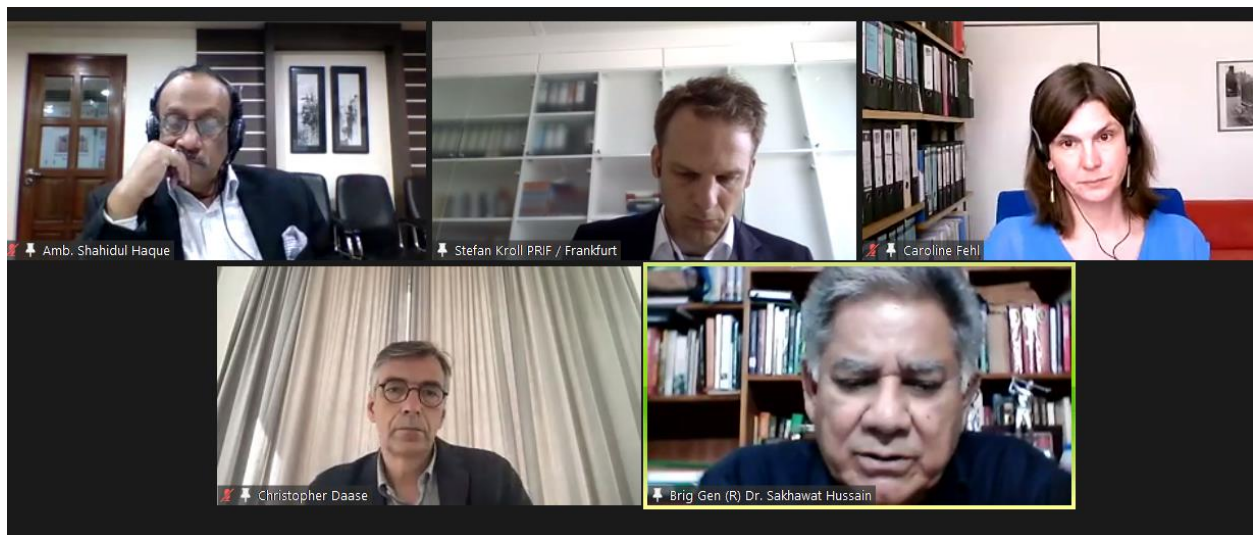 Amb. Shahidul Haque
Stefan Kroll PRIF / Frankfurt
Caroline Fehl
Christopher Daase
Brig Gen (R) Dr. Sakhawat Hussain